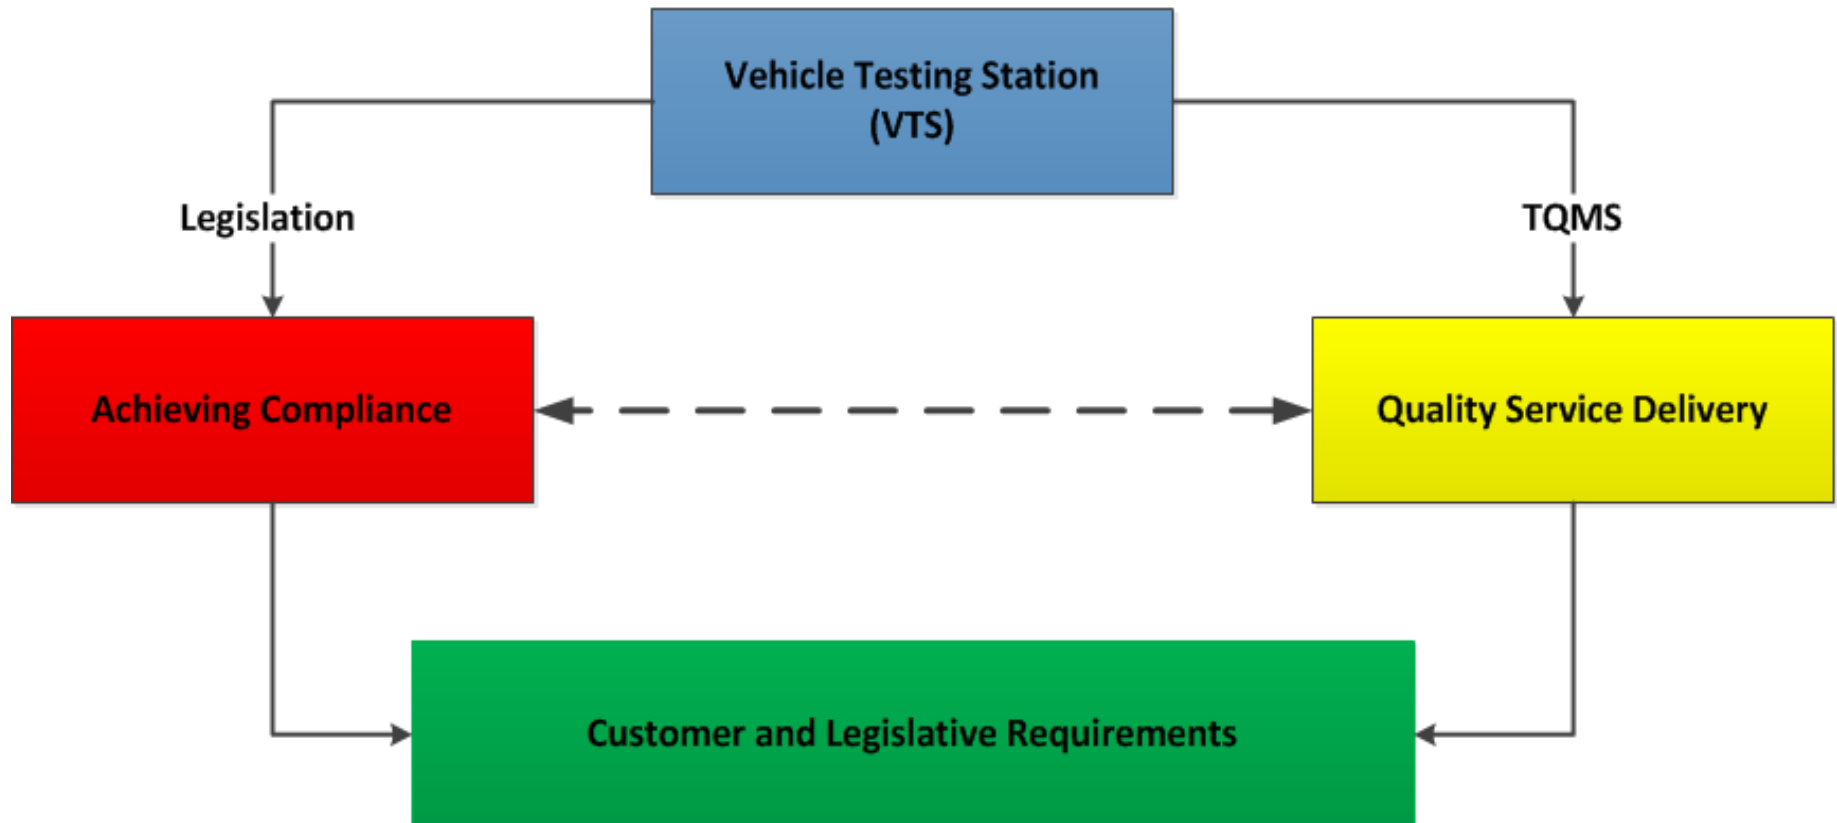 Vehicle Testing Station
(VTS)
Legislation
TQMS
Achieving Compliance
Quality Service Delivery
Customer and Legislative Requirements